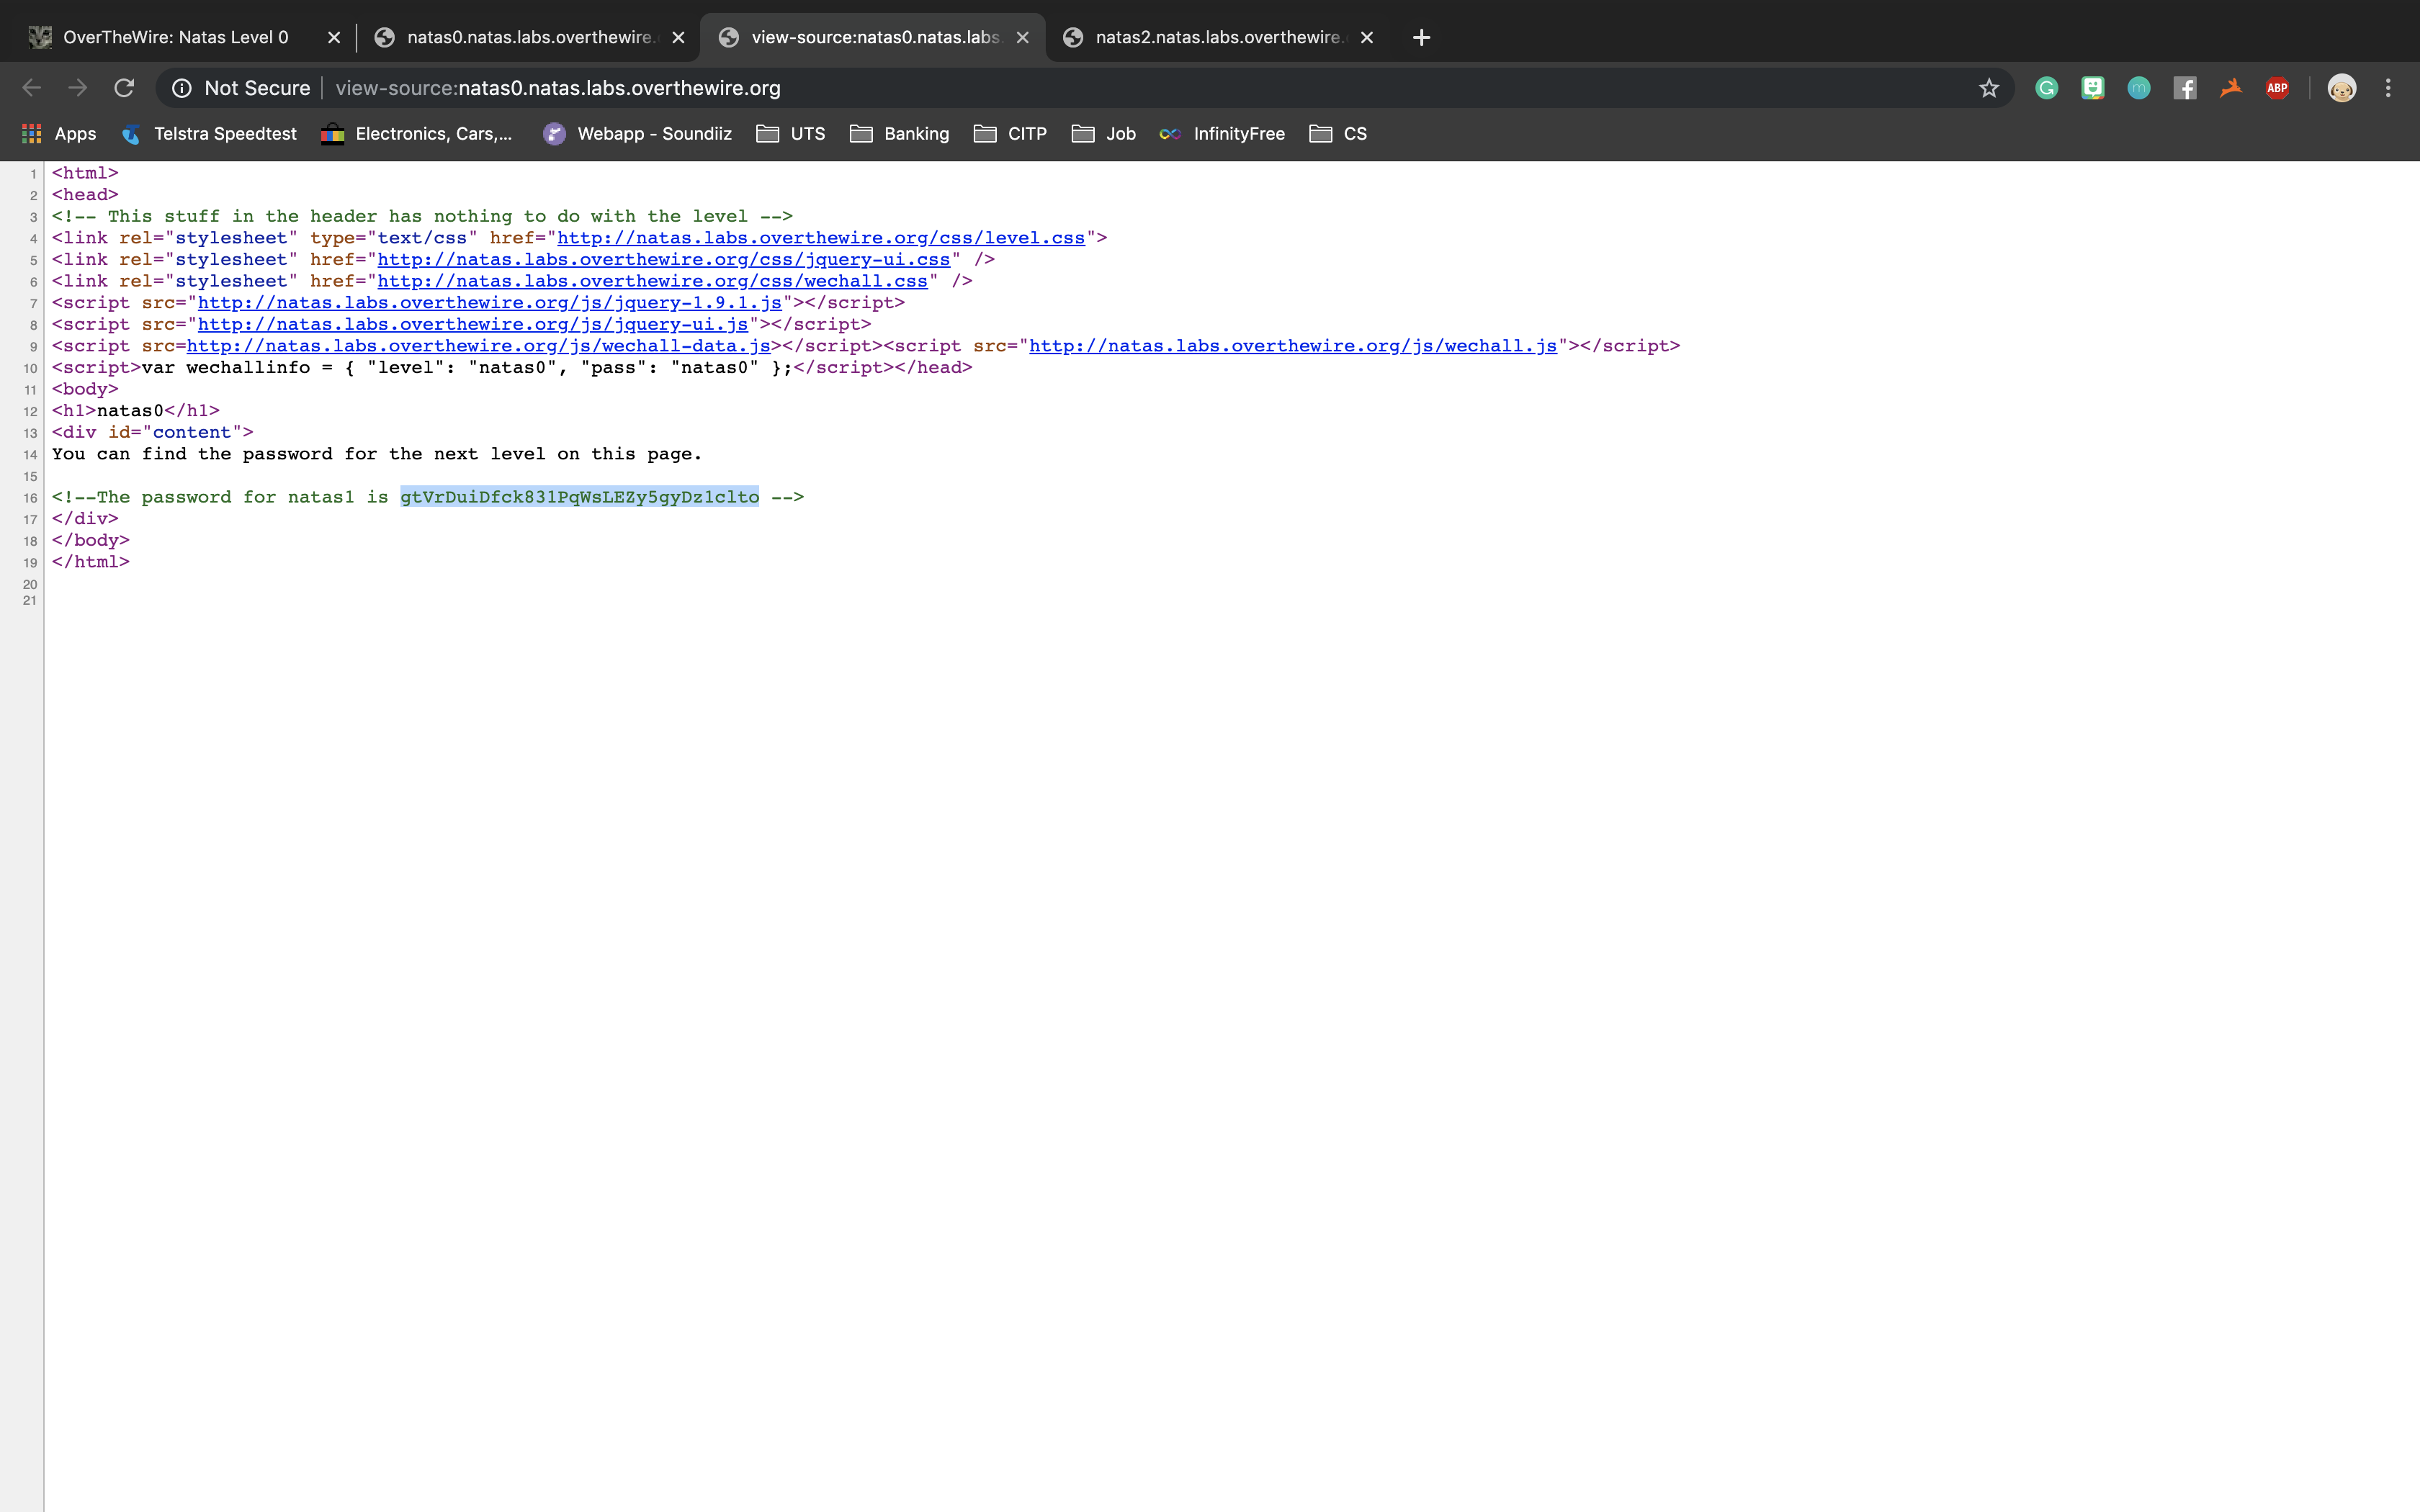 OverTheWire: Natas Level 0
natas0.natas.labs.overthewire.
view-source:natas0.natas.labs.
natas2.natas.labs.overthewire.
Not Secure view-source:natas0.natas.labs.overthewire.org ABP
Apps Telstra Speedtest Electronics, Cars,... Webapp - Soundiiz UTS Banking CITP Job InfinityFree CS
1 <html>
2 <head>
3 <!-- This stuff in the header has nothing to do with the level -->
4 <link rel="stylesheet" type="text/css" href="http://natas.labs.overthewire.org/css/level.css">
5 <link rel="stylesheet" href="http://natas.labs.overthewire.org/css/jquery-ui.css" />
6 <link rel="stylesheet" href="http://natas.labs.overthewire.org/css/wechall.css" />
7 <script src="http://natas.labs.overthewire.org/js/jquery-1.9.1.js"></script>
8 <script src="http://natas.labs.overthewire.org/js/jquery-ui.js"></script>
9 <script src=http://natas.labs.overthewire.org/js/wechall-data.js></script><script src="http://natas.labs.overthewire.org/js/wechall.js"></script>
10 <script>var wechallinfo = { "level": "natas0", "pass": "natas0" };</script></head>
11 <body>
12 <h1>natas0</h1>
13 <div id="content">
14 You can find the password for the next level on this page.
15
16 <!--The password for natas1 is gtVrDuiDfck831PqWsLEZy5gyDz1clto -->
17 </div>
18 </body>
19 </html>
20
21